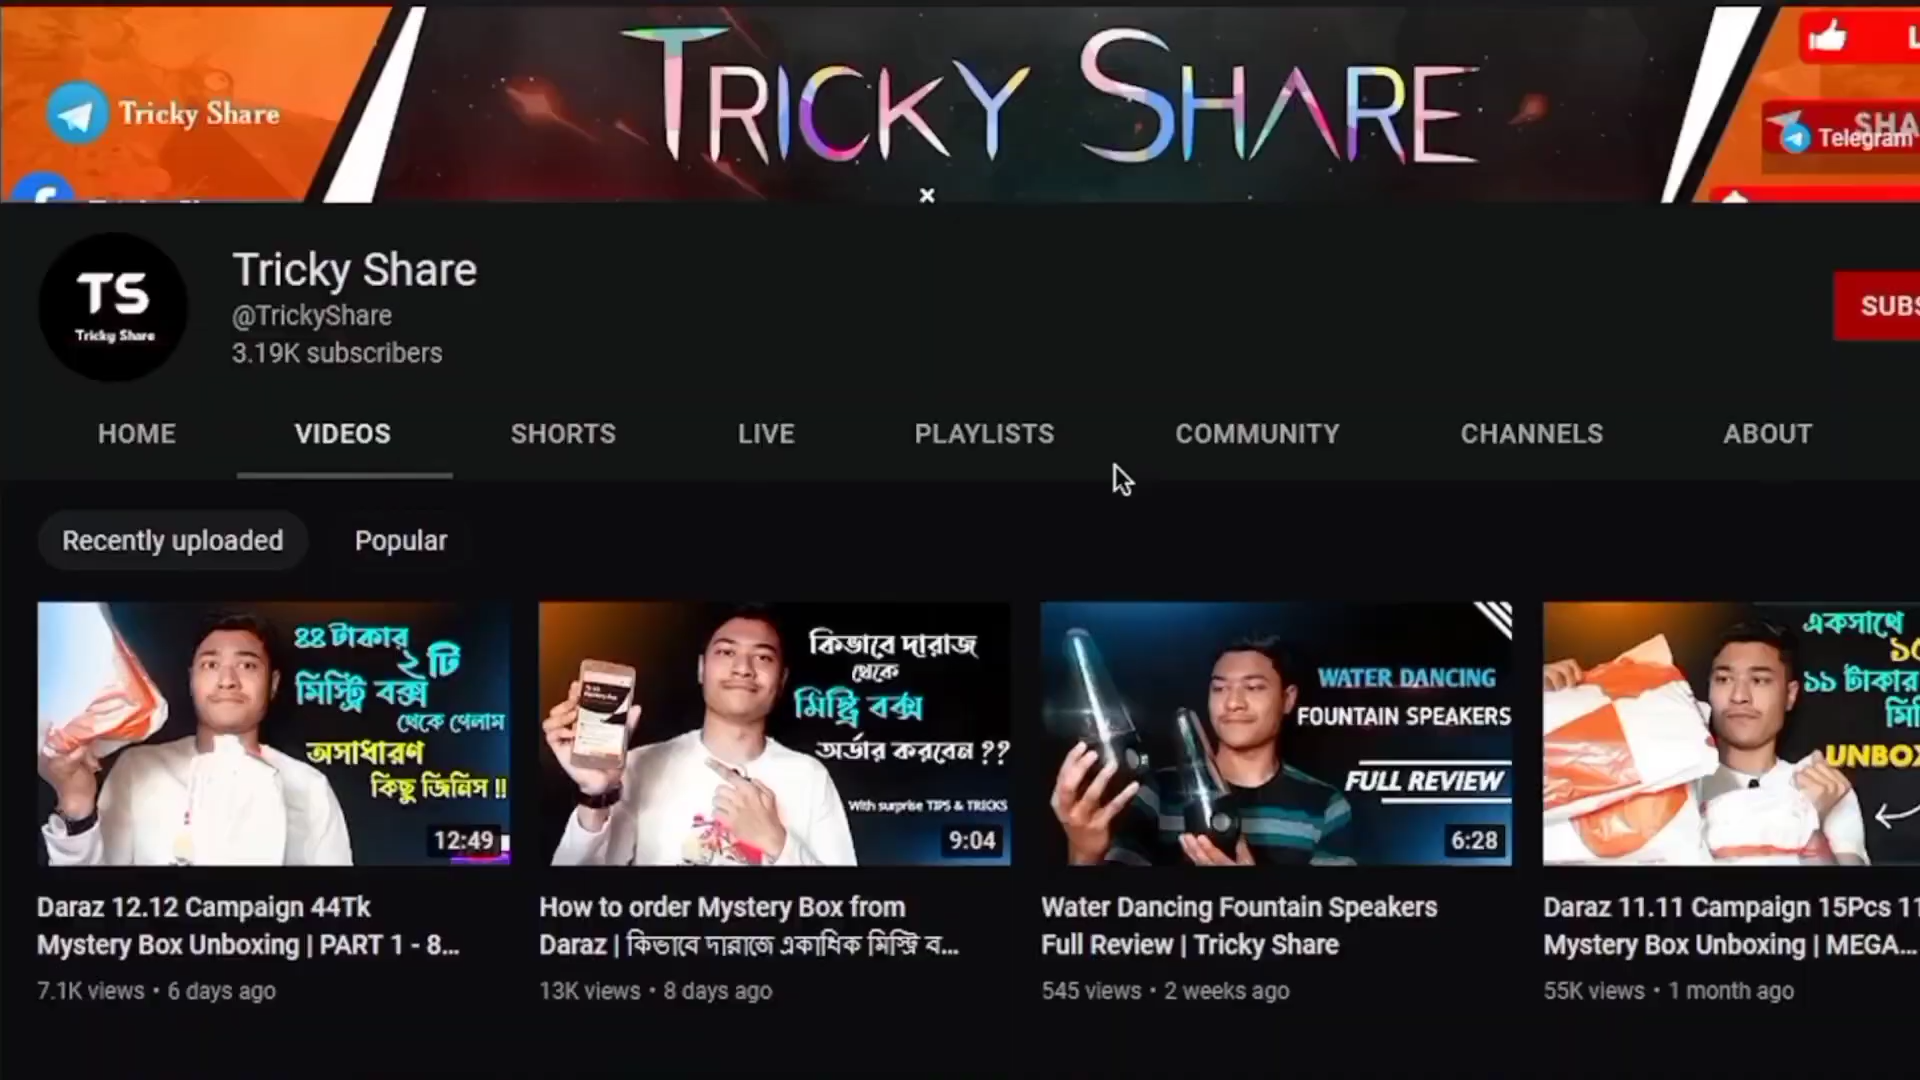 Tricky Share
TRICKY SHARE
Telegram
TS
Tricky Share
Tricky Share
@TrickyShare
3.19K subscribers
HOME
VIDEOS
SHORTS
LIVE
PLAYLISTS
COMMUNITY
CHANNELS
ABOUT
Recently uploaded
Popular
৪৪ টাকার
২ টি
মিস্ট্রি বক্স
থেকে পেলাম
অসাধারণ
কিছু জিনিস !!
12:49
কিভাবে দারাজ
থেকে
মিস্ট্রি বক্স
অর্ডার করবেন ??
With surprise TIPS & TRICKS
9:04
WATER DANCING
FOUNTAIN SPEAKERS
FULL REVIEW
6:28
একসাথে
১১ টাকার
Daraz 12.12 Campaign 44Tk
Mystery Box Unboxing | PART 1 - 8...
7.1K views • 6 days ago
How to order Mystery Box from
Daraz | কিভাবে দারাজে একাধিক মিস্ট্রি ব...
13K views • 8 days ago
Water Dancing Fountain Speakers
Full Review | Tricky Share
545 views • 2 weeks ago
Daraz 11.11 Campaign 15Pcs 11
Mystery Box Unboxing | MEGA...
55K views • 1 month ago